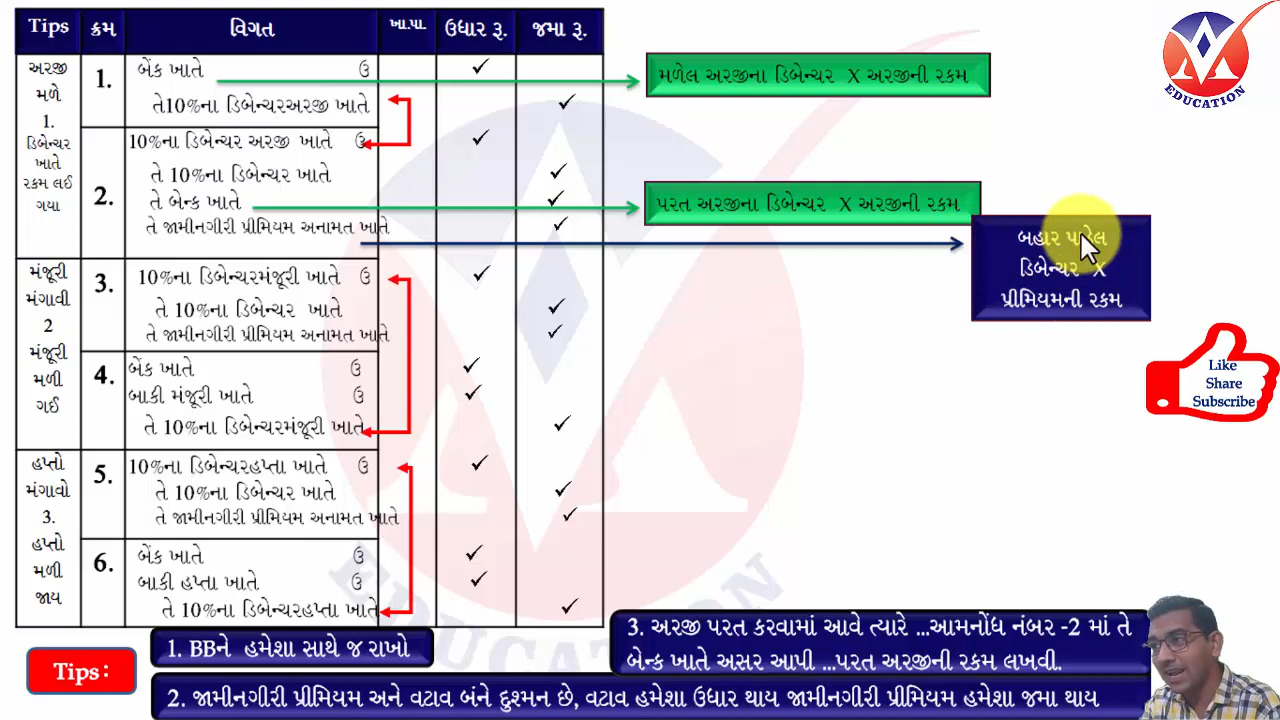 Tips ક્રમ વિગત ખા.પા. ઉધાર રૂ. જમા રૂ.
અરજી
મળે
1.
ડિબેન્ચર
ખાતે
રકમ લઈ
ગયા
1. બેંક ખાતે ઉ
તે10%ના ડિબેન્ચરઅરજી ખાતે
2. 10%ના ડિબેન્ચર અરજી ખાતે ઉ
તે 10%ના ડિબેન્ચર ખાતે
તે બેન્ક ખાતે
તે જામીનગીરી પ્રીમિયમ અનામત ખાતે
મળેલ અરજીના ડિબેન્ચર X અરજીની રકમ
પરત અરજીના ડિબેન્ચર X અરજીની રકમ
બહાર પાડેલ
ડિબેન્ચર X
પ્રીમિયમની રકમ
મંજૂરી
મંગાવી
2
મંજૂરી
મળી
ગઈ
3. 10%ના ડિબેન્ચરમંજૂરી ખાતે ઉ
તે 10%ના ડિબેન્ચર ખાતે
તે જામીનગીરી પ્રીમિયમ અનામત ખાતે
4. બેંક ખાતે ઉ
બાકી મંજૂરી ખાતે ઉ
તે 10%ના ડિબેન્ચરમંજૂરી ખાતે
હપ્તો
મંગાવો
3.
હપ્તો
મળી
જાય
5. 10%ના ડિબેન્ચરહપ્તા ખાતે ઉ
તે 10%ના ડિબેન્ચર ખાતે
તે જામીનગીરી પ્રીમિયમ અનામત ખાતે
6. બેંક ખાતે ઉ
બાકી હપ્તા ખાતે ઉ
તે 10%ના ડિબેન્ચરહપ્તા ખાતે
EDUCATION
Like
Share
Subscribe
EDUCATION
Tips:
1. BBને હમેશા સાથે જ રાખો
3. અરજી પરત કરવામાં આવે ત્યારે ...આમનોંધ નંબર -2 માં તે
બેન્ક ખાતે અસર આપી ...પરત અરજીની રકમ લખવી.
2. જામીનગીરી પ્રીમિયમ અને વટાવ બંને દુશ્મન છે, વટાવ હમેશા ઉધાર થાય જામીનગીરી પ્રીમિયમ હમેશા જમા થાય